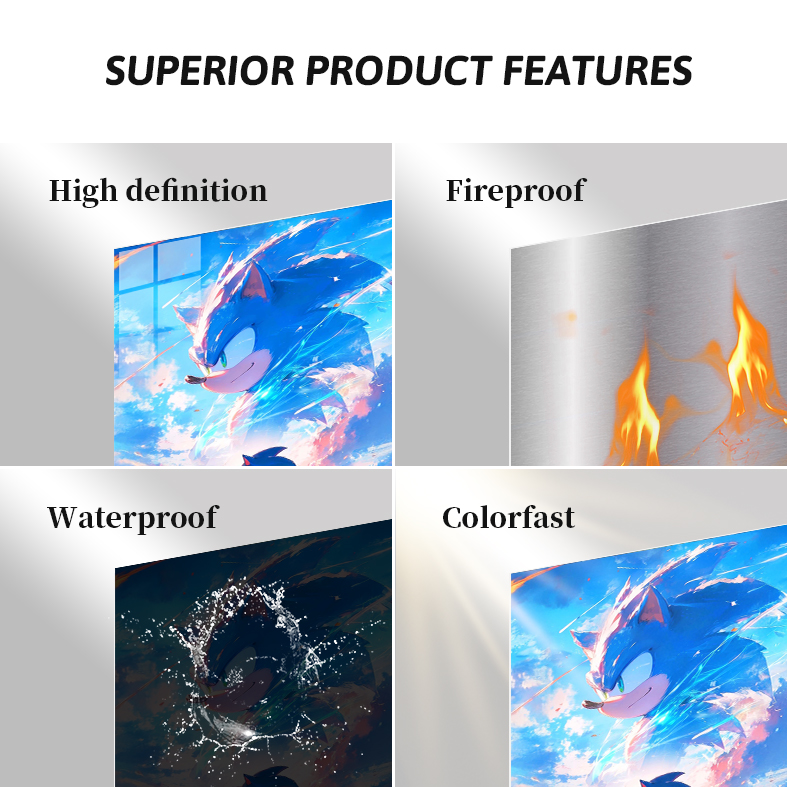 SUPERIOR PRODUCT FEATURES
High definition
Fireproof
Waterproof
Colorfast